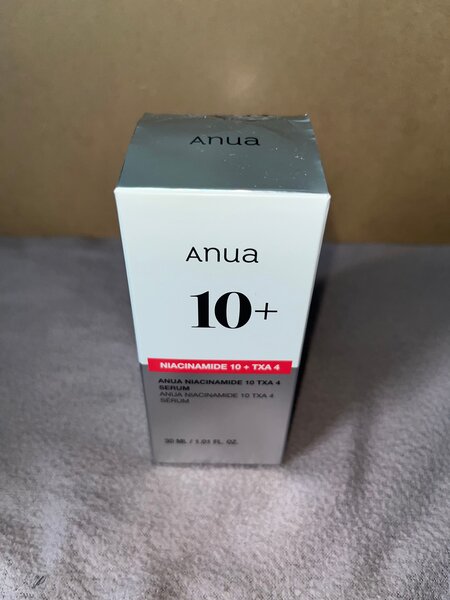 Anua
Anua
10+
NIACINAMIDE 10 + TXA 4
ANUA NIACINAMIDE 10 TXA 4
SERUM
ANUA NIACINAMIDE 10 TXA 4
SÉRUM
30 ML / 1.01 FL. OZ.